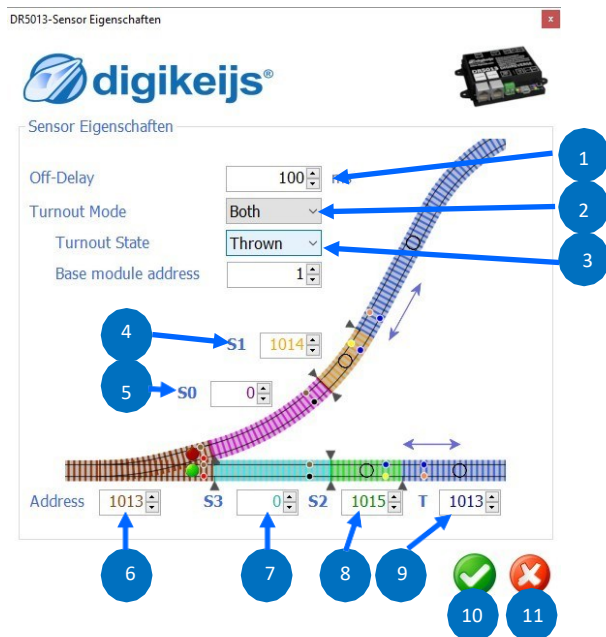 DR5013-Sensor Eigenschaften
x
digikeijs®
DR5013
Sensor Eigenschaften
Off-Delay 100
1
Turnout Mode Both
2
Turnout State Thrown
3
Base module address 1
4
S1 1014
5
S0 0
Address 1013 S3 0 S2 1015 T 1013
6 7 8 9
10 11